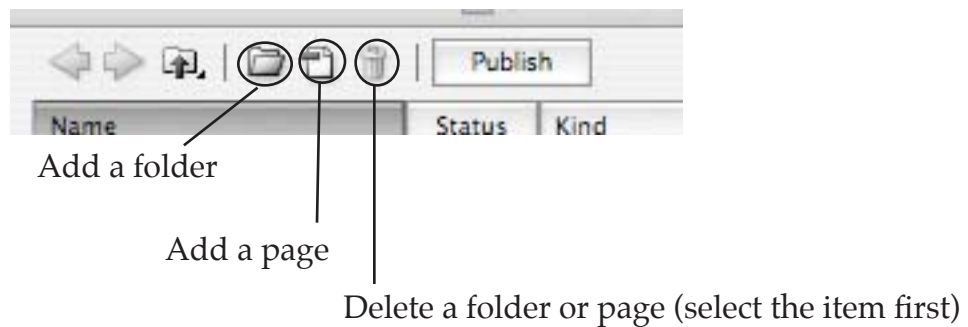 Publish
Name Status Kind
Add a folder
Add a page
Delete a folder or page (select the item first)